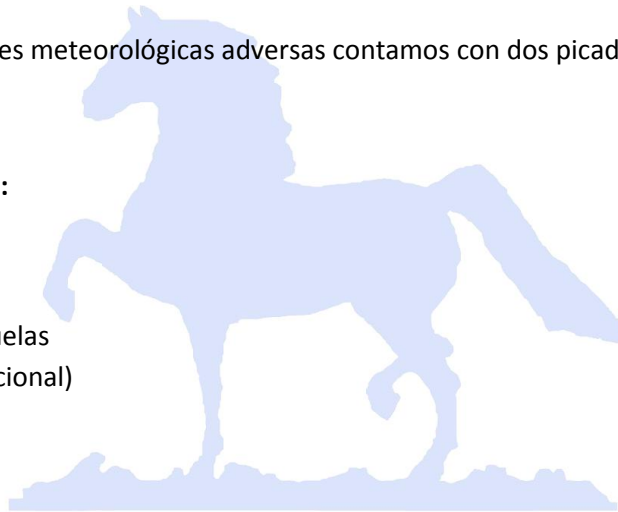 es meteorológicas adversas contamos con dos picad
:
uelas
cional)